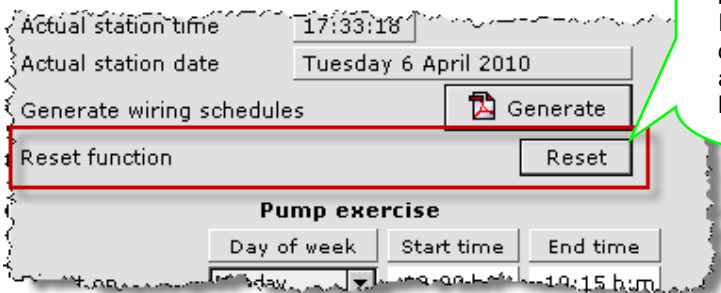 Actual station time 17:33:18
Actual station date Tuesday 6 April 2010
Generate wiring schedules Generate
Reset function Reset
Pump exercise
Day of week Start time End time